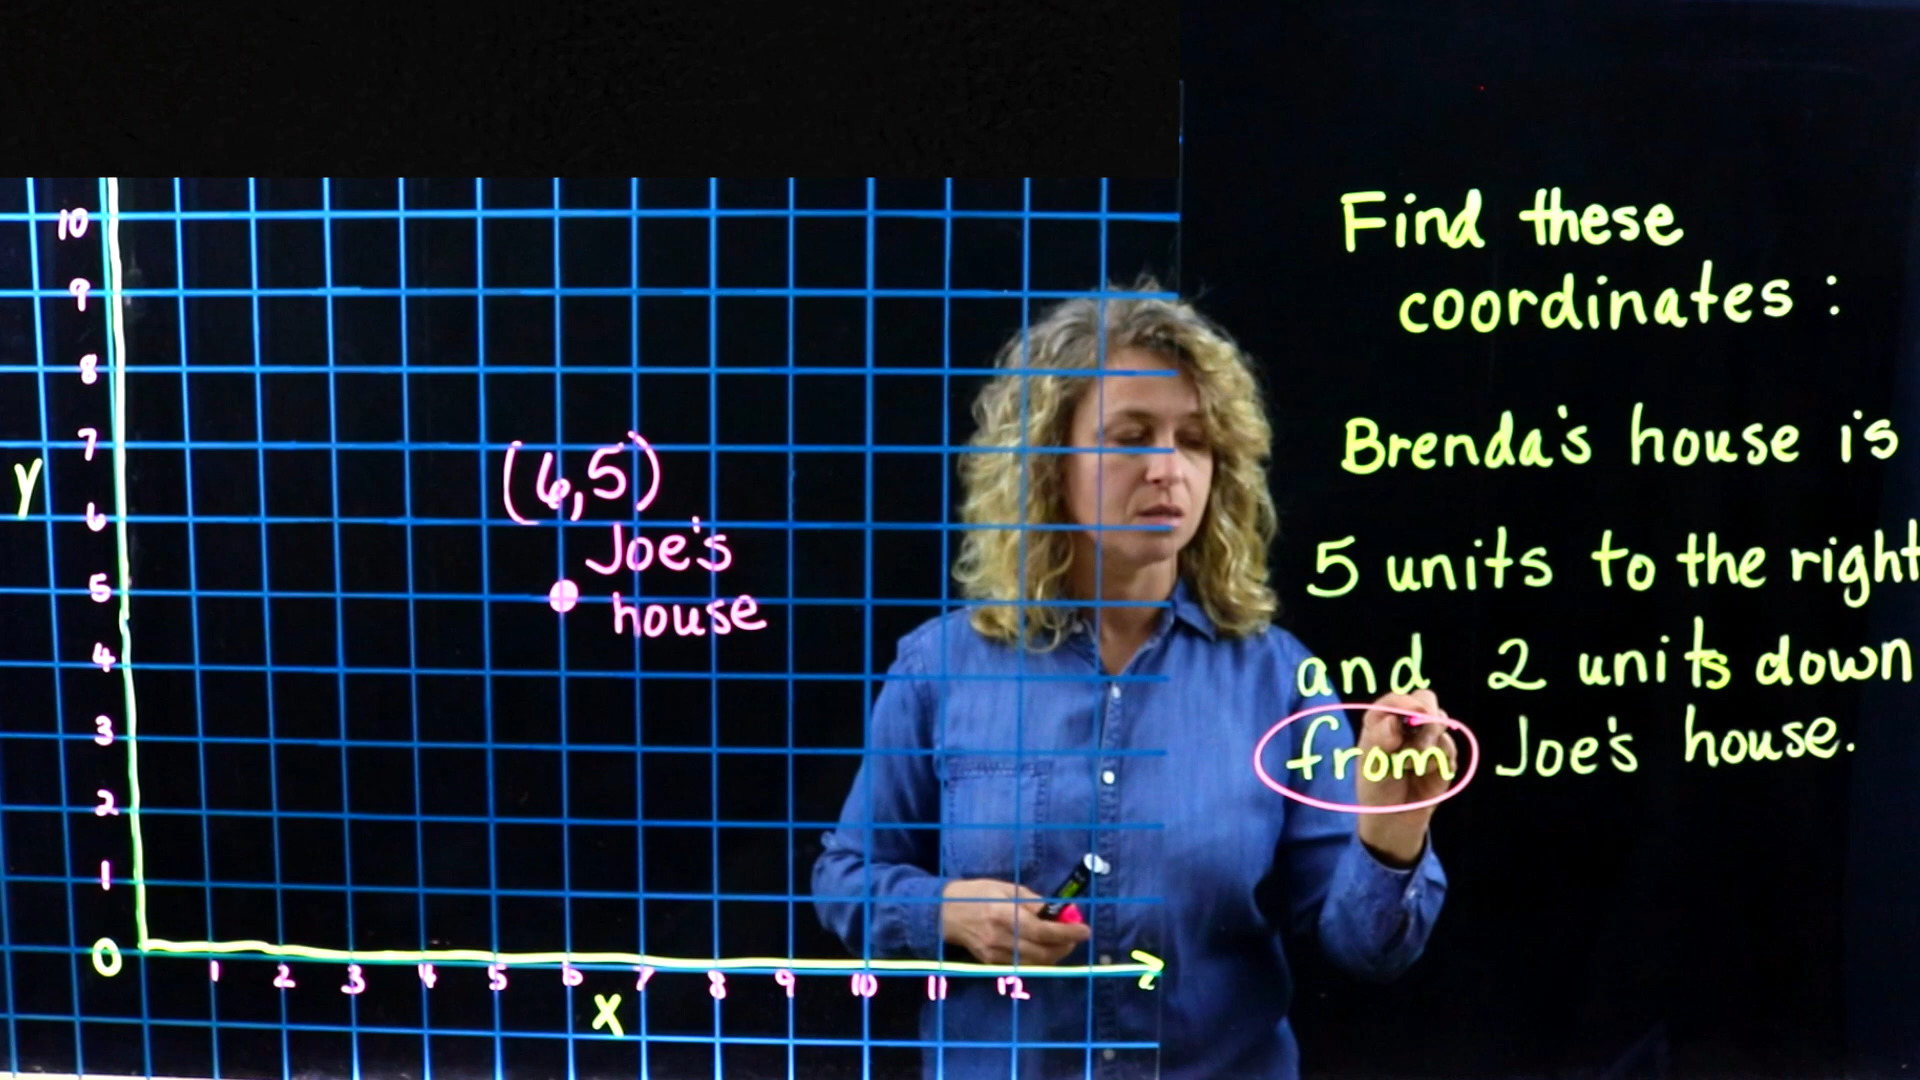 10
9
8
7
y
6
5
4
3
2
1
0
1 2 3 4 5 6 7 8 9 10 11 12
x
(6,5)
Joe's
house
Find these
coordinates :
Brenda's house is
5 units to the right
and 2 units down
from Joe's house.